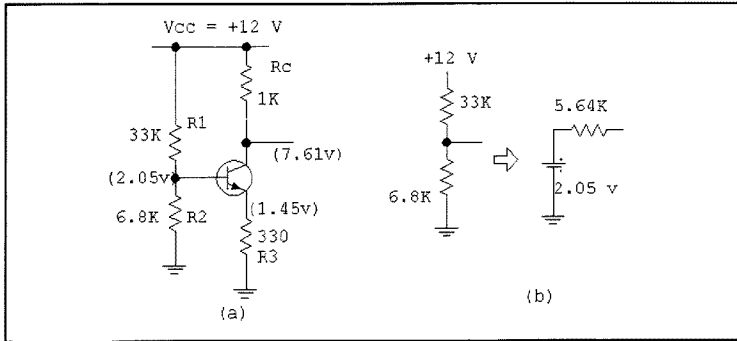 Vcc = +12 V
Rc
1K
R1
33K
(2.05v)
(7.61v)
(1.45v)
6.8K
R2
330
R3
(a)
+12 V
33K
6.8K
5.64K
2.05 v
(b)